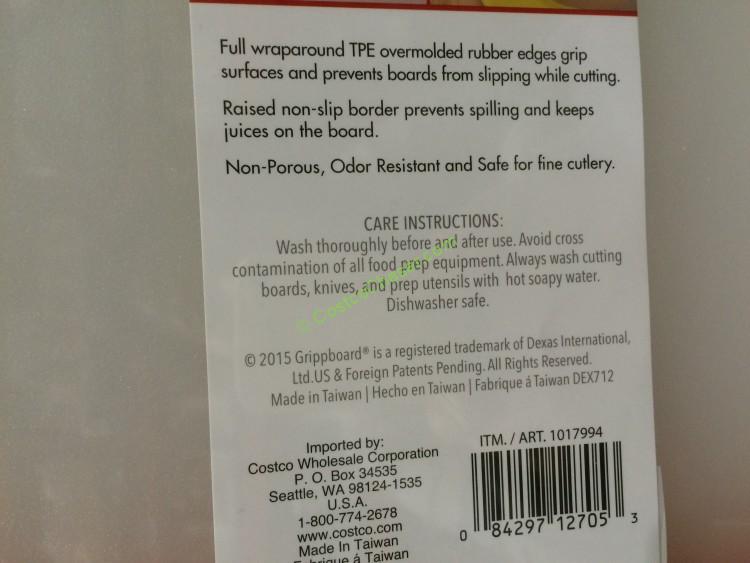 Full wraparound TPE overmolded rubber edges grip
surfaces and prevents boards from slipping while cutting.
Raised non-slip border prevents spilling and keeps
juices on the board.
Non-Porous, Odor Resistant and Safe for fine cutlery.
CARE INSTRUCTIONS:
Wash thoroughly before and after use. Avoid cross
contamination of all food prep equipment. Always wash cutting
boards, knives, and prep utensils with hot soapy water.
Dishwasher safe.
© 2015 Grippboard® is a registered trademark of Dexas International,
Ltd.US & Foreign Patents Pending. All Rights Reserved.
Made in Taiwan | Hecho en Taiwan | Fabrique á Taiwan DEX712
Imported by:
Costco Wholesale Corporation
P. O. Box 34535
Seattle, WA 98124-1535
U.S.A.
1-800-774-2678
www.costco.com
Made In Taiwan
Fabrique á Taiwan
ITM. / ART. 1017994
0 84297 12705 3